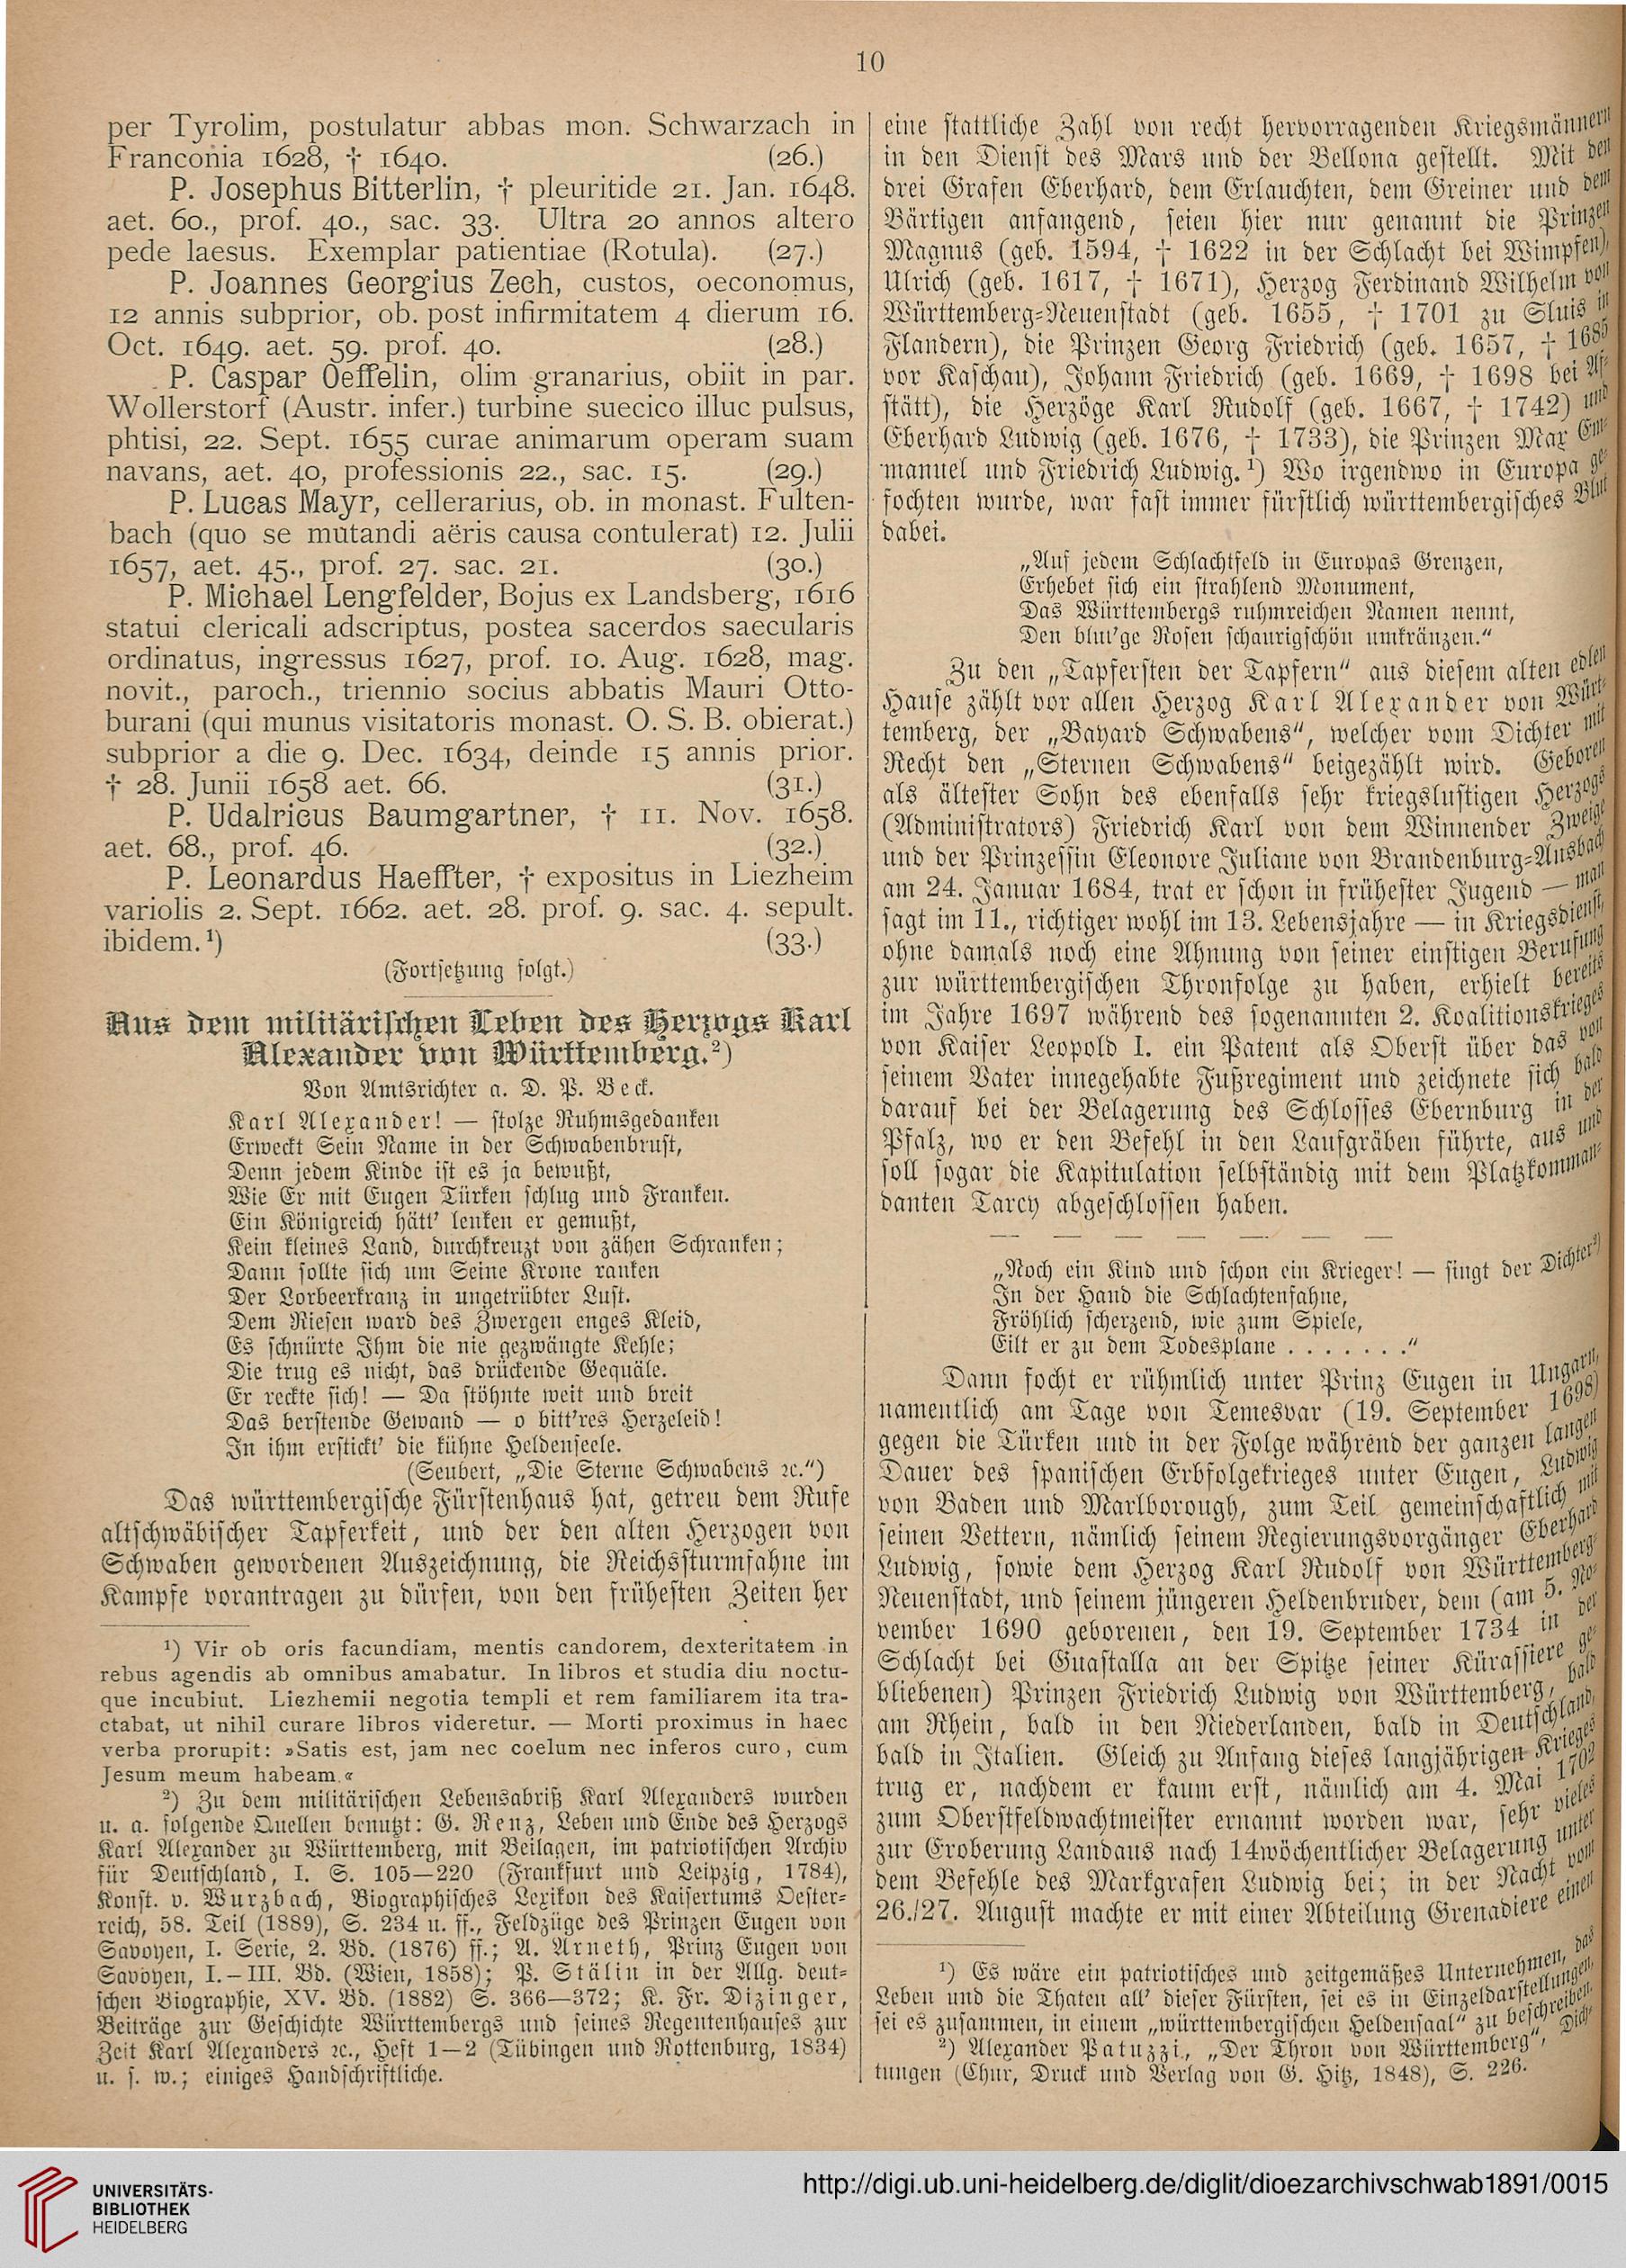 10
per Tyrolim, postulatur abbas mon. Schwarzach in
Franconia 1628, † 1640. (26.)
P. Josephus Bitterlin, † pleuritide 21. Jan. 1648.
aet. 60., prof. 40., sac. 33. Ultra 20 annos altero
pede laesus. Exemplar patientiae (Rotula). (27.)
P. Joannes Georgius Zech, custos, oeconomus,
12 annis subprior, ob. post infirmitatem 4 dierum 16.
Oct. 1649. aet. 59. prof. 40. (28.)
P. Caspar Oeffelin, olim granarius, obiit in par.
Wollerstorf (Austr. infer.) turbine suecico illuc pulsus,
phtisi, 22. Sept. 1655 curae animarum operam suam
navans, aet. 40, professionis 22., sac. 15. (29.)
P. Lucas Mayr, cellerarius, ob. in monast. Fulten-
bach (quo se mutandi aëris causa contulerat) 12. Julii
1657, aet. 45., prof. 27. sac. 21. (30.)
P. Michael Lengfelder, Bojus ex Landsberg, 1616
statui clericali adscriptus, postea sacerdos saecularis
ordinatus, ingressus 1627, prof. 10. Aug. 1628, mag.
novit., paroch., triennio socius abbatis Mauri Otto-
burani (qui munus visitatoris monast. O. S. B. obierat.)
subprior a die 9. Dec. 1634, deinde 15 annis prior.
† 28. Junii 1658 aet. 66. (31.)
P. Udalricus Baumgartner, † 11. Nov. 1658.
aet. 68., prof. 46. (32.)
P. Leonardus Haeffter, † expositus in Liezheim
variolis 2. Sept. 1662. aet. 28. prof. 9. sac. 4. sepult.
ibidem.¹) (33.)
(Fortsetzung folgt.)
Aus dem militärischen Leben des Herzogs Karl
Alexander von Württemberg.²)
Von Amtsrichter a. D. P. Beck.
Karl Alexander! — stolze Ruhmsgedanken
Erweckt Sein Name in der Schwabenbrust,
Denn jedem Kinde ist es ja bewußt,
Wie Er mit Eugen Türken schlug und Franken.
Ein Königreich hätt' lenken er gemußt,
Kein kleines Land, durchkreuzt von zähen Schranken;
Dann sollte sich um Seine Krone ranken
Der Lorbeerkranz in ungetrübter Lust.
Dem Riesen ward des Zwergen enges Kleid,
Es schnürte Ihm die nie gezwängte Kehle;
Die trug es nicht, das drückende Gequäle.
Er reckte sich! — Da stöhnte weit und breit
Das berstende Gewand — o bitt'res Herzeleid!
In ihm erstickt' die kühne Heldenseele.
(Seubert, „Die Sterne Schwabens ꝛc.")
Das württembergische Fürstenhaus hat, getreu dem Rufe
altschwäbischer Tapferkeit, und der den alten Herzogen von
Schwaben gewordenen Auszeichnung, die Reichssturmfahne im
Kampfe vorantragen zu dürfen, von den frühesten Zeiten her
¹) Vir ob oris facundiam, mentis candorem, dexteritatem in
rebus agendis ab omnibus amabatur. In libros et studia diu noctu-
que incubiut. Liezhemii negotia templi et rem familiarem ita tra-
ctabat, ut nihil curare libros videretur. — Morti proximus in haec
verba prorupit: »Satis est, jam nec coelum nec inferos curo, cum
Jesum meum habeam.«
²) Zu dem militärischen Lebensabriß Karl Alexanders wurden
u. a. folgende Quellen benutzt: G. Renz, Leben und Ende des Herzogs
Karl Alexander zu Württemberg, mit Beilagen, im patriotischen Archiv
für Deutschland, I. S. 105—220 (Frankfurt und Leipzig, 1784),
Konst. v. Wurzbach, Biographisches Lexikon des Kaisertums Oester-
reich, 58. Teil (1889), S. 234 u. ff., Feldzüge des Prinzen Eugen von
Savoyen, I. Serie, 2. Bd. (1876) ff.; A. Arneth, Prinz Eugen von
Savoyen, I.–III. Bd. (Wien, 1858); P. Stälin in der Allg. deut-
schen Biographie, XV. Bd. (1882) S. 366—372; K. Fr. Dizinger,
Beiträge zur Geschichte Württembergs und seines Regentenhauses zur
Zeit Karl Alexanders ꝛc., Heft 1—2 (Tübingen und Rottenburg, 1834)
u. s. w.; einiges Handschriftliche.
eine stattliche Zahl von recht hervorragenden Kriegsmännern
in den Dienst des Mars und der Bellona gestellt. Mit den
drei Grafen Eberhard, dem Erlauchten, dem Greiner und dem
Bärtigen anfangend, seien hier nur genannt die Prinzen
Magnus (geb. 1594, † 1622 in der Schlacht bei Wimpfen),
Ulrich (geb. 1617, † 1671), Herzog Ferdinand Wilhelm von
Württemberg-Neuenstadt (geb. 1655, † 1701 zu Sluis in
Flandern), die Prinzen Georg Friedrich (geb. 1657, † 1685
vor Kaschau), Johann Friedrich (geb. 1669, † 1698 bei Af-
stätt), die Herzöge Karl Rudolf (geb. 1667, † 1742) und
Eberhard Ludwig (geb. 1676, † 1733), die Prinzen Max Em-
manuel und Friedrich Ludwig.¹) Wo irgendwo in Europa ge-
fochten wurde, war fast immer fürstlich württembergisches Blut
dabei.
„Auf jedem Schlachtfeld in Europas Grenzen,
Erhebet sich ein strahlend Monument,
Das Württembergs ruhmreichen Namen nennt,
Den blut'ge Rosen schaurigschön umkränzen."
Zu den „Tapfersten der Tapfern" aus diesem alten edlen
Hause zählt vor allen Herzog Karl Alexander von Würt-
temberg, der „Bayard Schwabens", welcher vom Dichter mit
Recht den „Sternen Schwabens" beigezählt wird. Geboren
als ältester Sohn des ebenfalls sehr kriegslustigen Herzogs
(Administrators) Friedrich Karl von dem Winnender Zweige
und der Prinzessin Eleonore Juliane von Brandenburg-Ansbach
am 24. Januar 1684, trat er schon in frühester Jugend — man
sagt im 11., richtiger wohl im 13. Lebensjahre — in Kriegsdienst,
ohne damals noch eine Ahnung von seiner einstigen Berufung
zur württembergischen Thronfolge zu haben, erhielt bereits
im Jahre 1697 während des sogenannten 2. Koalitionskrieges
von Kaiser Leopold I. ein Patent als Oberst über das von
seinem Vater innegehabte Fußregiment und zeichnete sich bald
darauf bei der Belagerung des Schlosses Ebernburg in der
Pfalz, wo er den Befehl in den Laufgräben führte, aus und
soll sogar die Kapitulation selbständig mit dem Platzkomman-
danten Tarcy abgeschlossen haben.
— — — — — — —
„Noch ein Kind und schon ein Krieger! — singt der Dichter²)
In der Hand die Schlachtenfahne,
Fröhlich scherzend, wie zum Spiele,
Eilt er zu dem Todesplane . . . . . . ."
Dann focht er rühmlich unter Prinz Eugen in Ungarn,
namentlich am Tage von Temesvar (19. September 1698)
gegen die Türken und in der Folge während der ganzen langen
Dauer des spanischen Erbfolgekrieges unter Eugen, Ludwig
von Baden und Marlborough, zum Teil gemeinschaftlich mit
seinen Vettern, nämlich seinem Regierungsvorgänger Eberhard
Ludwig, sowie dem Herzog Karl Rudolf von Württemberg-
Neuenstadt, und seinem jüngeren Heldenbruder, dem (am 5. No-
vember 1690 geborenen, den 19. September 1734 in der
Schlacht bei Guastalla an der Spitze seiner Kürassiere ge-
bliebenen) Prinzen Friedrich Ludwig von Württemberg, bald
am Rhein, bald in den Niederlanden, bald in Deutschland,
bald in Italien. Gleich zu Anfang dieses langjährigen Krieges
trug er, nachdem er kaum erst, nämlich am 4. Mai 1702
zum Oberstfeldwachtmeister ernannt worden war, sehr vieles
zur Eroberung Landaus nach 14wöchentlicher Belagerung unter
dem Befehle des Markgrafen Ludwig bei; in der Nacht vom
26./27. August machte er mit einer Abteilung Grenadiere einen
¹) Es wäre ein patriotisches und zeitgemäßes Unternehmen, das
Leben und die Thaten all' dieser Fürsten, sei es in Einzeldarstellungen,
sei es zusammen, in einem „württembergischen Heldensaal" zu beschreiben.
²) Alexander Patuzzi, „Der Thron von Württemberg", Dich-
tungen (Chur, Druck und Verlag von G. Hitz, 1848), S. 226.
UNIVERSITÄTS-
BIBLIOTHEK
HEIDELBERG
http://digi.ub.uni-heidelberg.de/diglit/dioezarchivschwab1891/0015